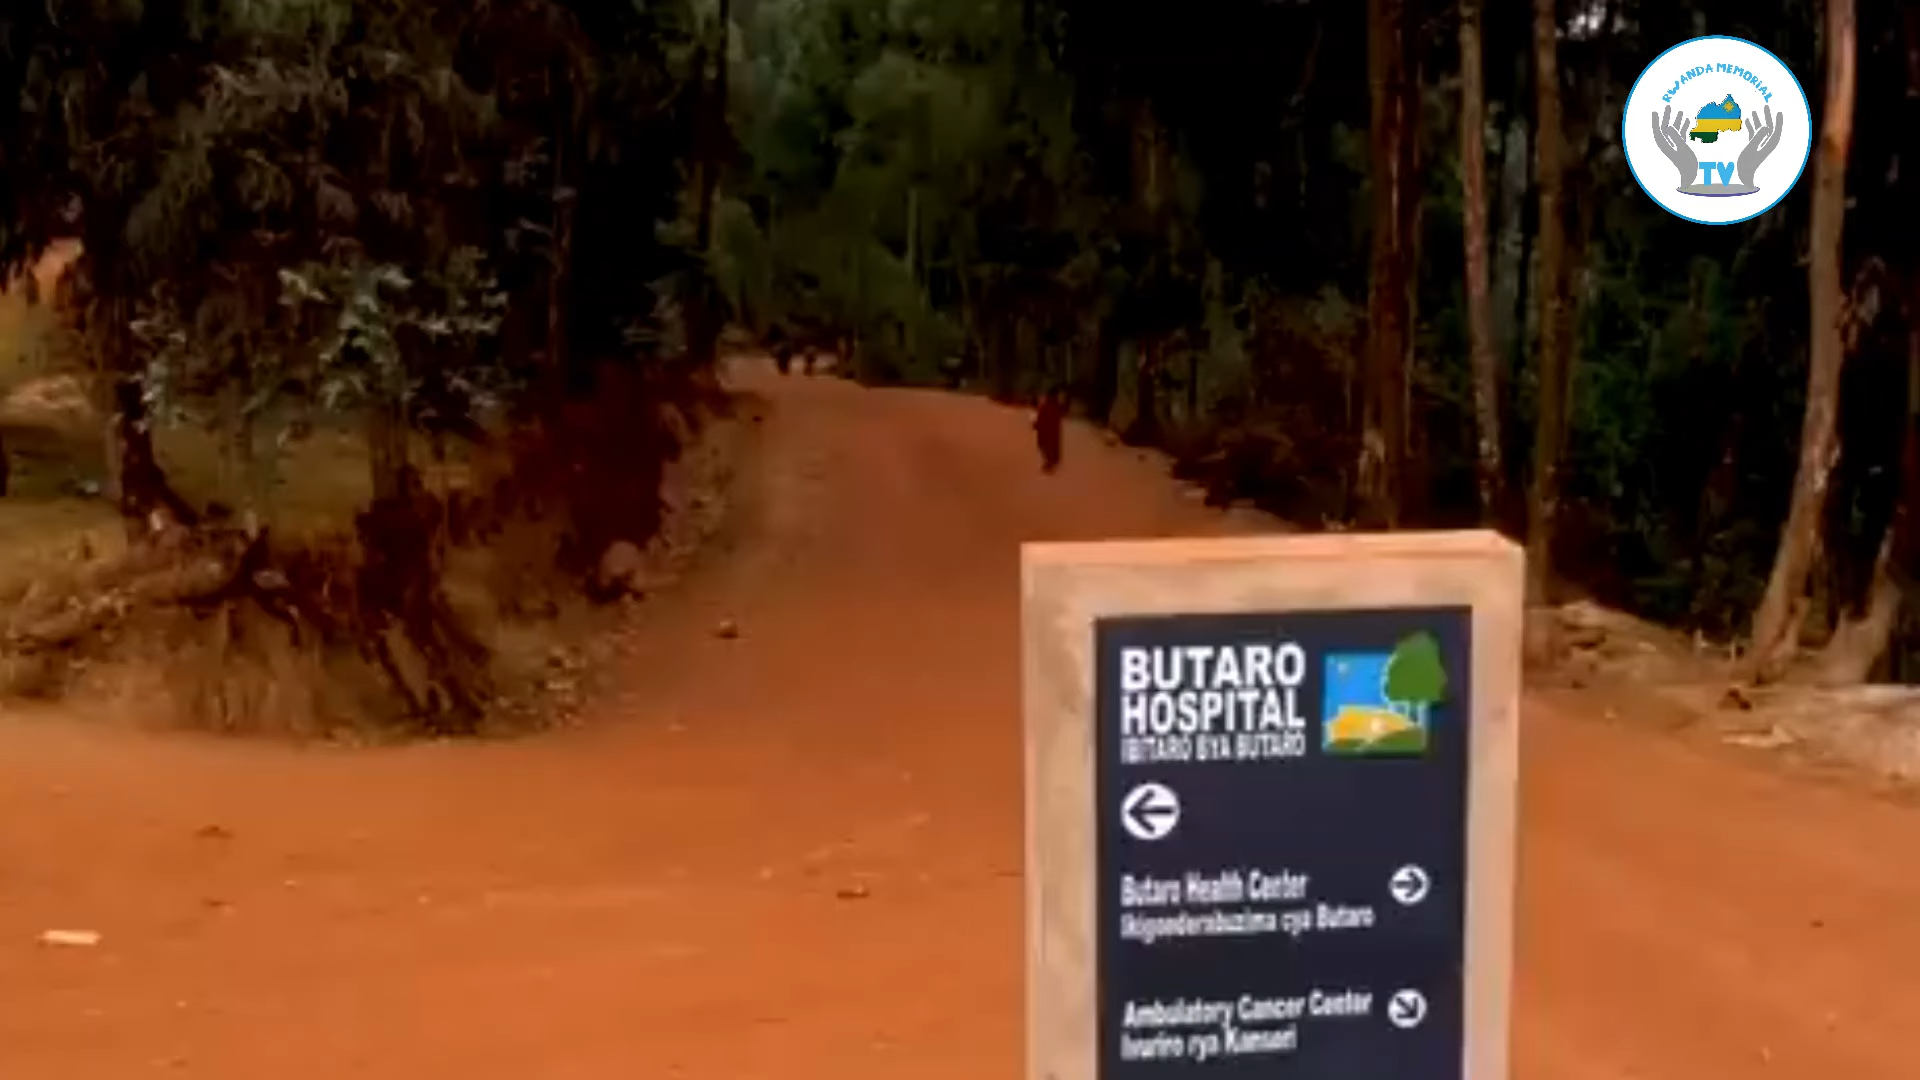 RWANDA MEMORIAL
TV
BUTARO
HOSPITAL
IBITARO BYA BUTARO
Butaro Health Center
Ikigonderabuzima cya Butaro
Ambulatory Cancer Center
Ivuriro rya Kanseri